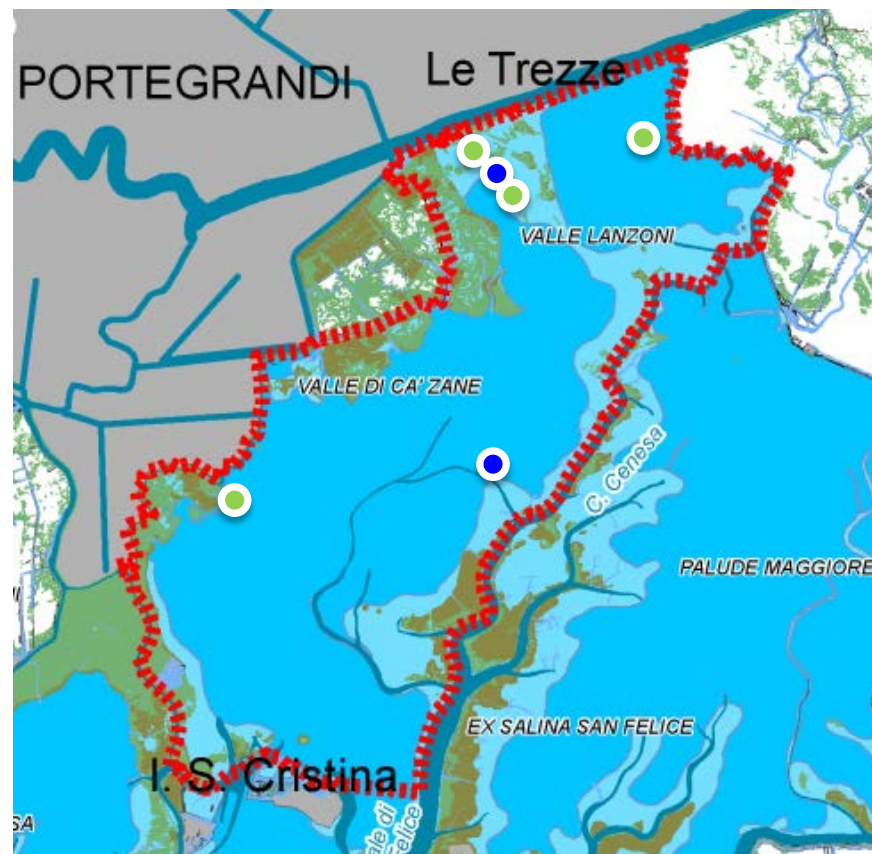 PORTEGRANDI
Le Trezze
VALLE LANZONI
VALLE DI CA' ZANE
C. Cenesa
PALUDE MAGGIORE
EX SALINA SAN FELICE
I. S. Cristina